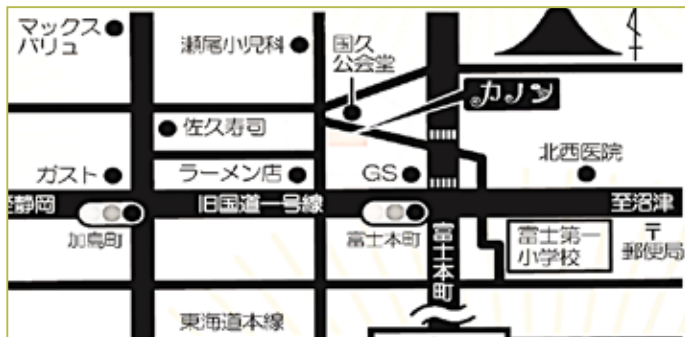 マックス
バリュ
瀬尾小児科
国久
公会堂
カノン
佐久寿司
北西医院
ガスト
ラーメン店
GS
至静岡
旧国道一号線
至沼津
加島町
富士本町
富士本町
富士第一
小学校
〒
郵便局
東海道本線